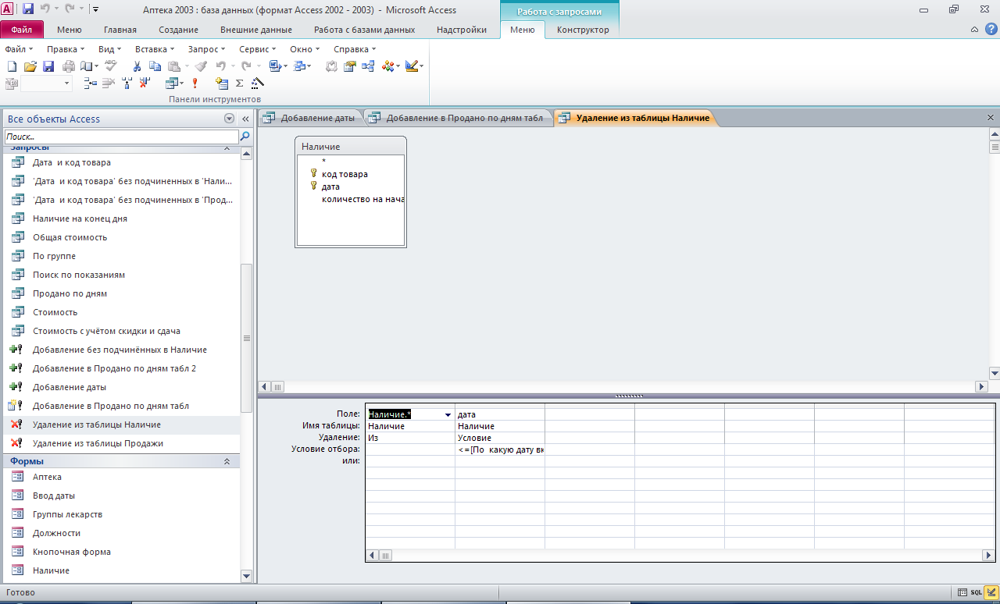 Аптека 2003 : база данных (формат Access 2002 - 2003) - Microsoft Access
Работа с запросами
Файл Меню Главная Создание Внешние данные Работа с базами данных Надстройки Меню Конструктор
Файл Правка Вид Вставка Запрос Сервис Окно Справка
Панели инструментов
Все объекты Access
Добавление даты
Добавление в Продано по дням табл
Удаление из таблицы Наличие
Поиск...
Запросы
Дата и код товара
'Дата и код товара' без подчиненных в 'Нали...
'Дата и код товара' без подчиненных в 'Прод...
Наличие на конец дня
Общая стоимость
По группе
Поиск по показаниям
Продано по дням
Стоимость
Стоимость с учётом скидки и сдача
Добавление без подчинённых в Наличие
Добавление в Продано по дням табл 2
Добавление даты
Добавление в Продано по дням табл
Удаление из таблицы Наличие
Удаление из таблицы Продажи
Формы
Аптека
Ввод даты
Группы лекарств
Должности
Кнопочная форма
Наличие
Наличие
*
код товара
дата
количество на нача
Поле: Наличие.* дата
Имя таблицы: Наличие Наличие
Удаление: Из Условие
Условие отбора: <=[По какую дату вк
или:
Готово
SQL